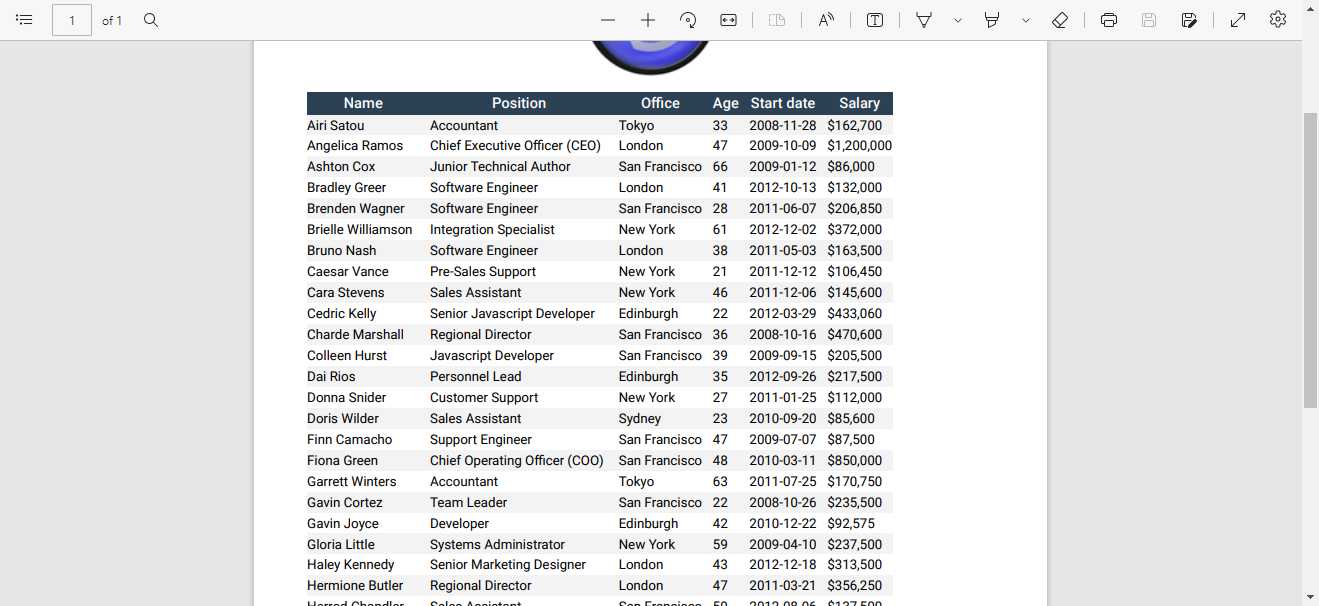 1 of 1
Name Position Office Age Start date Salary
Airi Satou Accountant Tokyo 33 2008-11-28 $162,700
Angelica Ramos Chief Executive Officer (CEO) London 47 2009-10-09 $1,200,000
Ashton Cox Junior Technical Author San Francisco 66 2009-01-12 $86,000
Bradley Greer Software Engineer London 41 2012-10-13 $132,000
Brenden Wagner Software Engineer San Francisco 28 2011-06-07 $206,850
Brielle Williamson Integration Specialist New York 61 2012-12-02 $372,000
Bruno Nash Software Engineer London 38 2011-05-03 $163,500
Caesar Vance Pre-Sales Support New York 21 2011-12-12 $106,450
Cara Stevens Sales Assistant New York 46 2011-12-06 $145,600
Cedric Kelly Senior Javascript Developer Edinburgh 22 2012-03-29 $433,060
Charde Marshall Regional Director San Francisco 36 2008-10-16 $470,600
Colleen Hurst Javascript Developer San Francisco 39 2009-09-15 $205,500
Dai Rios Personnel Lead Edinburgh 35 2012-09-26 $217,500
Donna Snider Customer Support New York 27 2011-01-25 $112,000
Doris Wilder Sales Assistant Sydney 23 2010-09-20 $85,600
Finn Camacho Support Engineer San Francisco 47 2009-07-07 $87,500
Fiona Green Chief Operating Officer (COO) San Francisco 48 2010-03-11 $850,000
Garrett Winters Accountant Tokyo 63 2011-07-25 $170,750
Gavin Cortez Team Leader San Francisco 22 2008-10-26 $235,500
Gavin Joyce Developer Edinburgh 42 2010-12-22 $92,575
Gloria Little Systems Administrator New York 59 2009-04-10 $237,500
Haley Kennedy Senior Marketing Designer London 43 2012-12-18 $313,500
Hermione Butler Regional Director London 47 2011-03-21 $356,250
Sales Assistant San Francisco